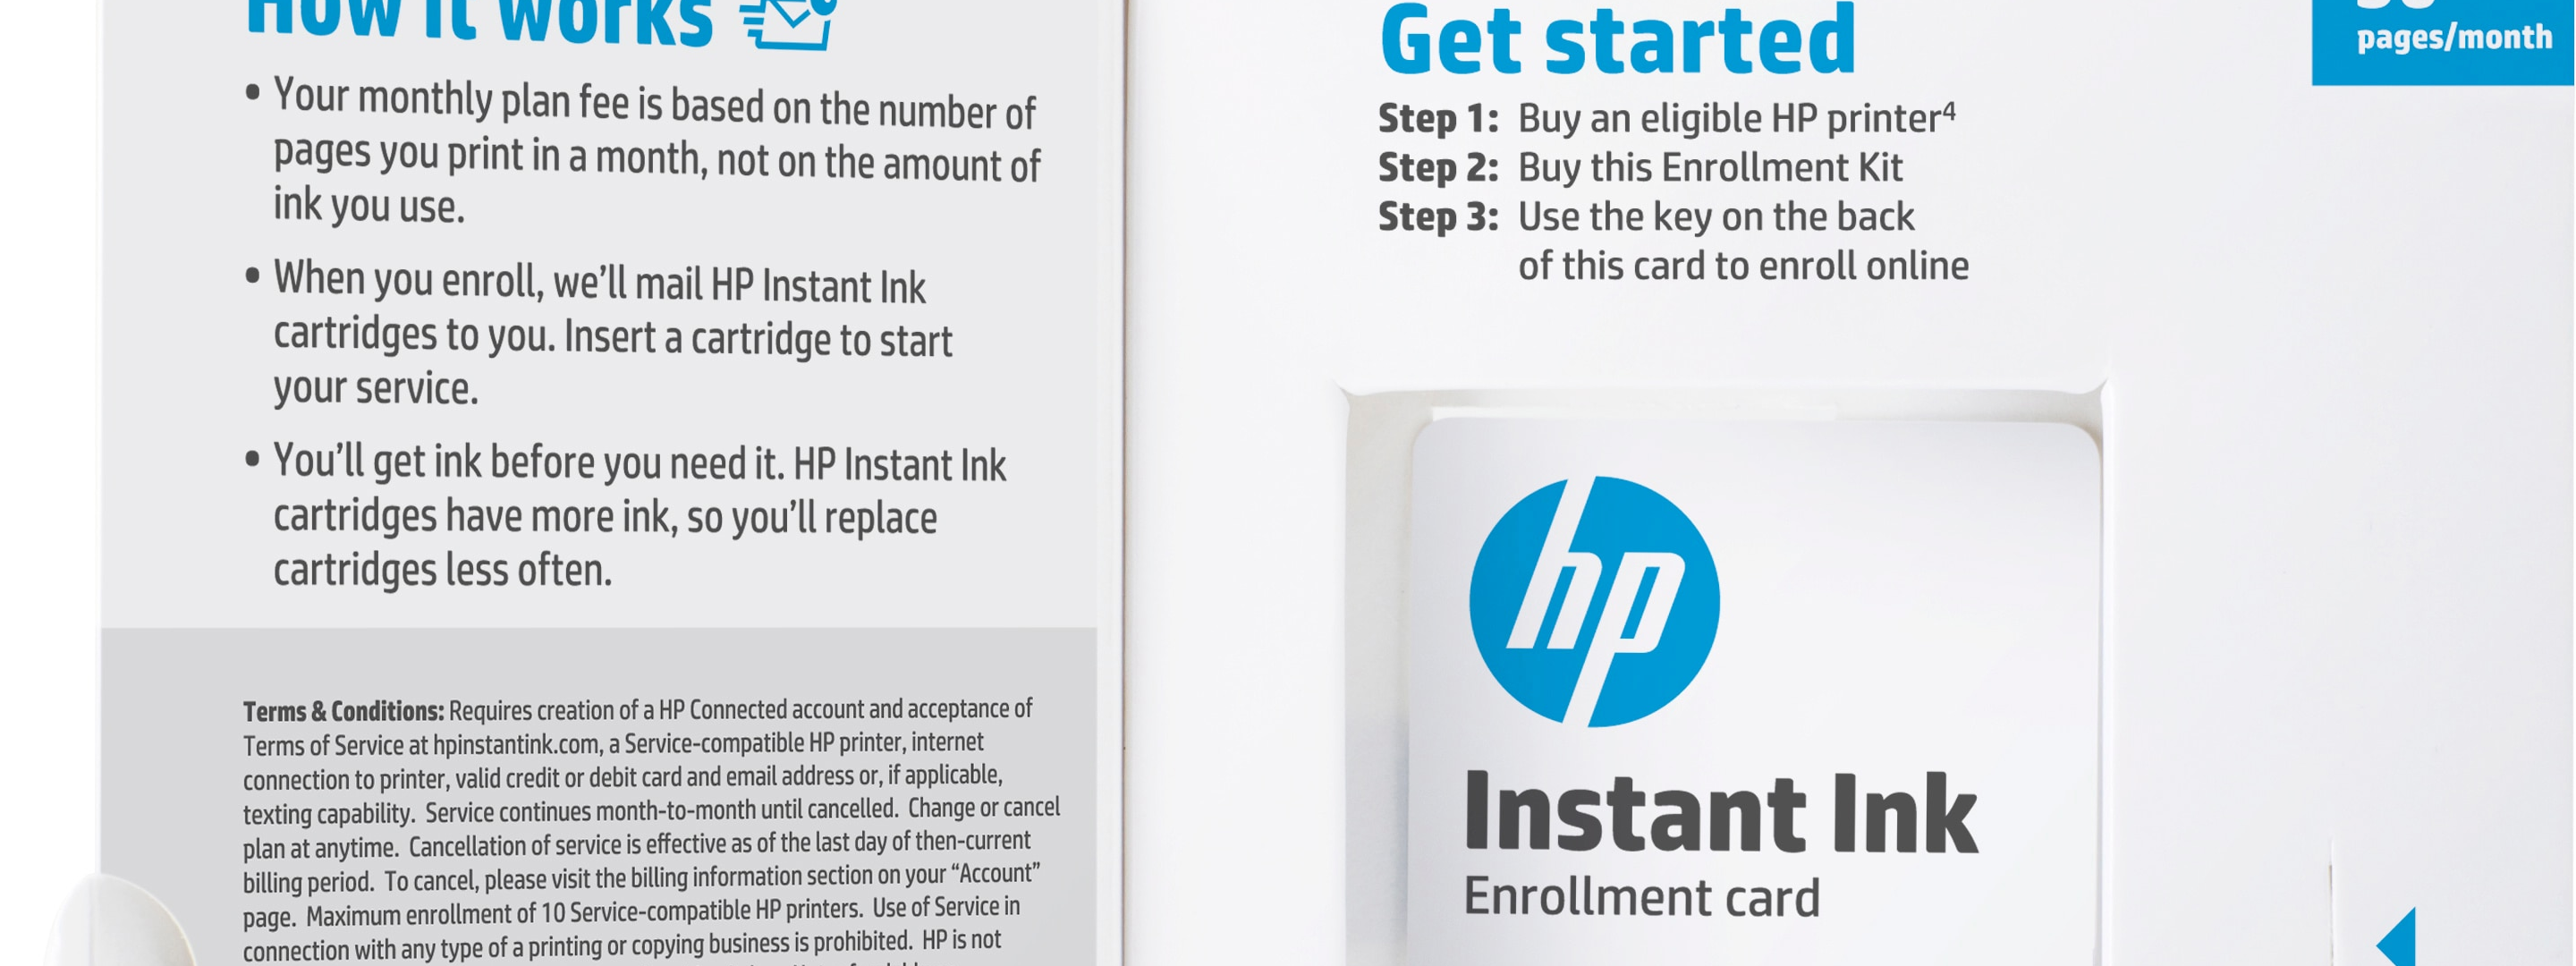 How it works
• Your monthly plan fee is based on the number of
pages you print in a month, not on the amount of
ink you use.
• When you enroll, we’ll mail HP Instant Ink
cartridges to you. Insert a cartridge to start
your service.
• You’ll get ink before you need it. HP Instant Ink
cartridges have more ink, so you’ll replace
cartridges less often.
Terms & Conditions: Requires creation of a HP Connected account and acceptance of
Terms of Service at hpinstantink.com, a Service-compatible HP printer, internet
connection to printer, valid credit or debit card and email address or, if applicable,
texting capability. Service continues month-to-month until cancelled. Change or cancel
plan at anytime. Cancellation of service is effective as of the last day of then-current
billing period. To cancel, please visit the billing information section on your “Account”
page. Maximum enrollment of 10 Service-compatible HP printers. Use of Service in
connection with any type of a printing or copying business is prohibited. HP is not
Get started
Step 1: Buy an eligible HP printer⁴
Step 2: Buy this Enrollment Kit
Step 3: Use the key on the back
of this card to enroll online
pages/month
hp
Instant Ink
Enrollment card